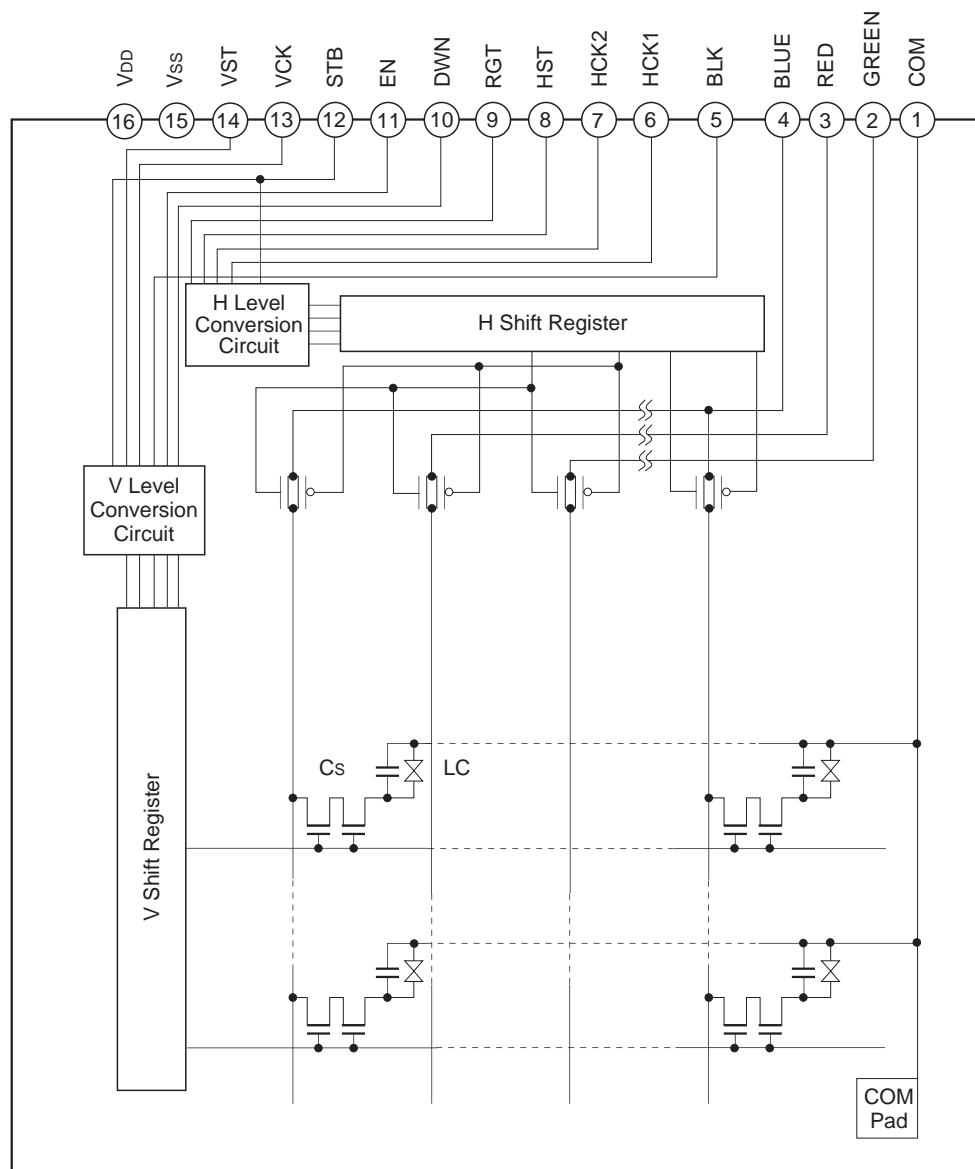 VDD
VSS
VST
VCK
STB
EN
DWN
RGT
HST
HCK2
HCK1
BLK
BLUE
RED
GREEN
COM
16
15
14
13
12
11
10
9
8
7
6
5
4
3
2
1
H Level
Conversion
Circuit
H Shift Register
V Level
Conversion
Circuit
V Shift Register
Cs
LC
COM
Pad